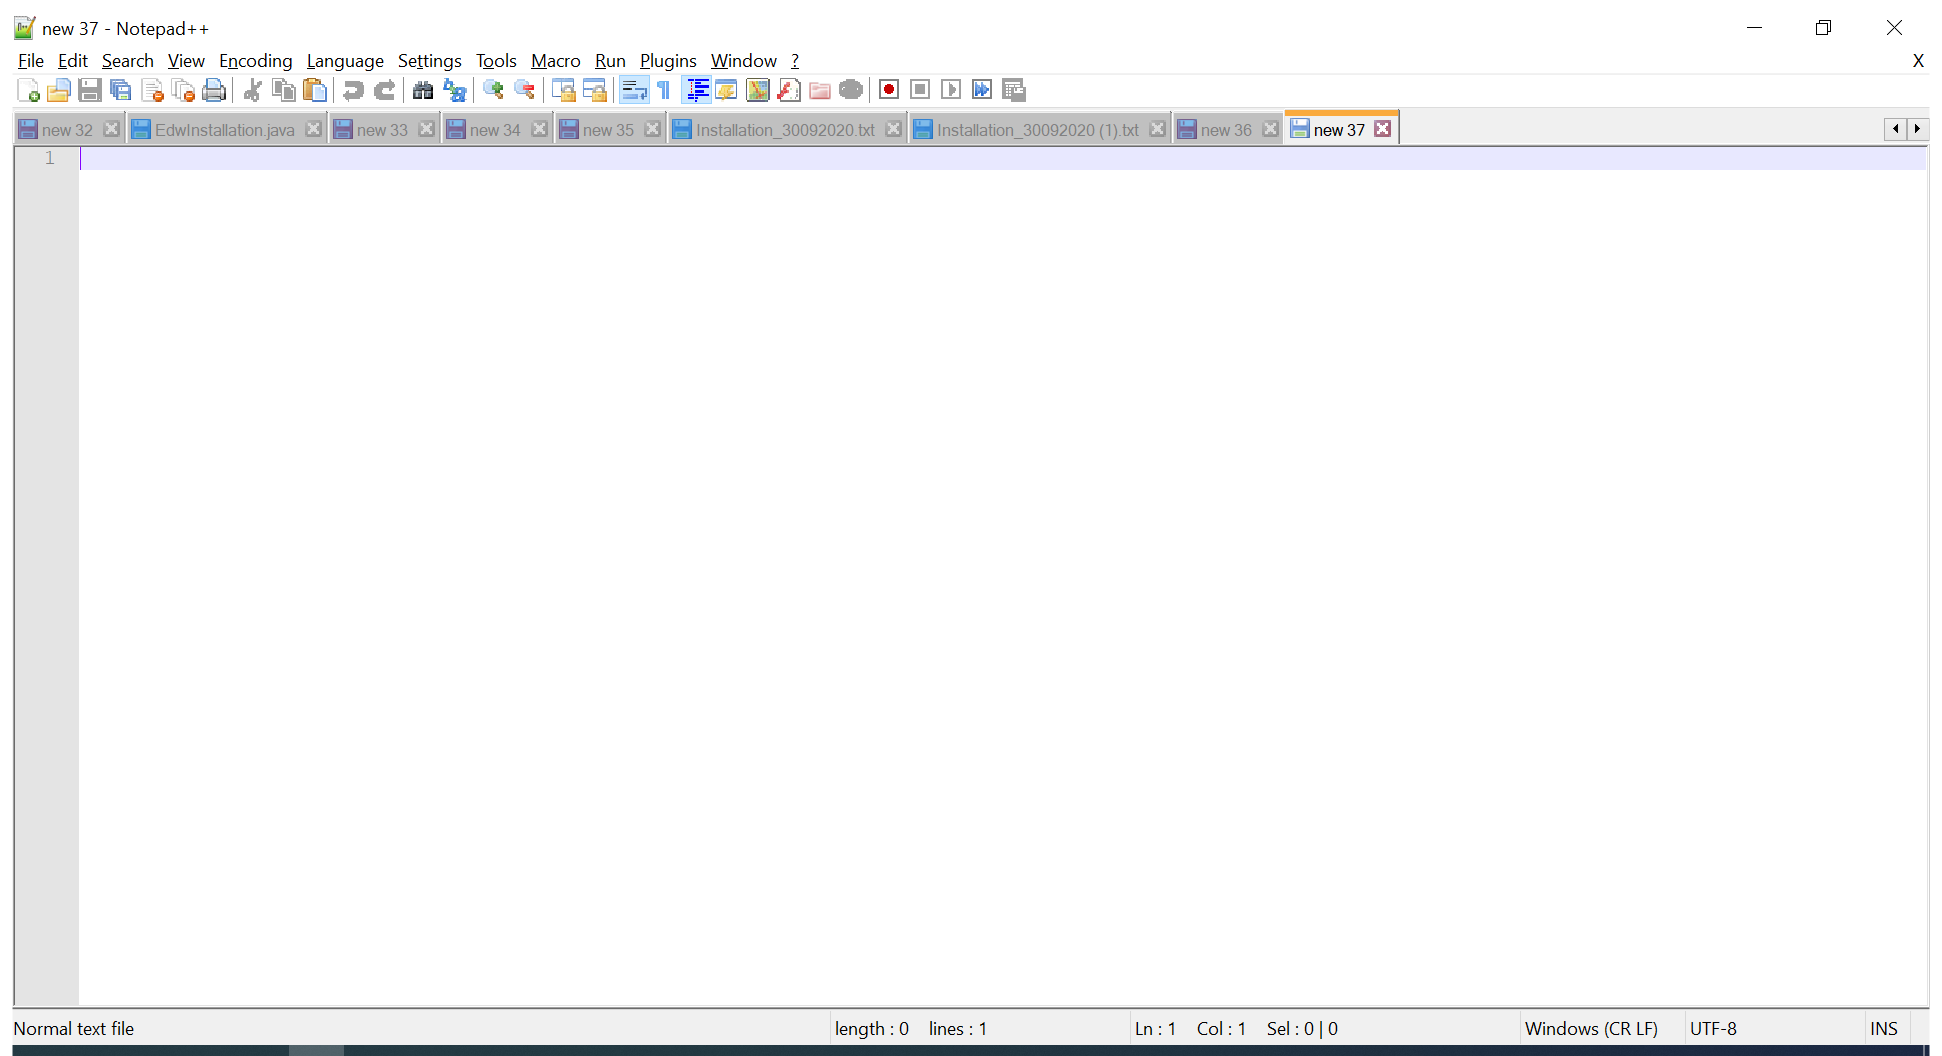 new 37 - Notepad++
File Edit Search View Encoding Language Settings Tools Macro Run Plugins Window ? X
new 32 EdwInstallation.java new 33 new 34 new 35 Installation_30092020.txt Installation_30092020 (1).txt new 36 new 37
1
Normal text file length : 0 lines : 1 Ln : 1 Col : 1 Sel : 0 | 0 Windows (CR LF) UTF-8 INS